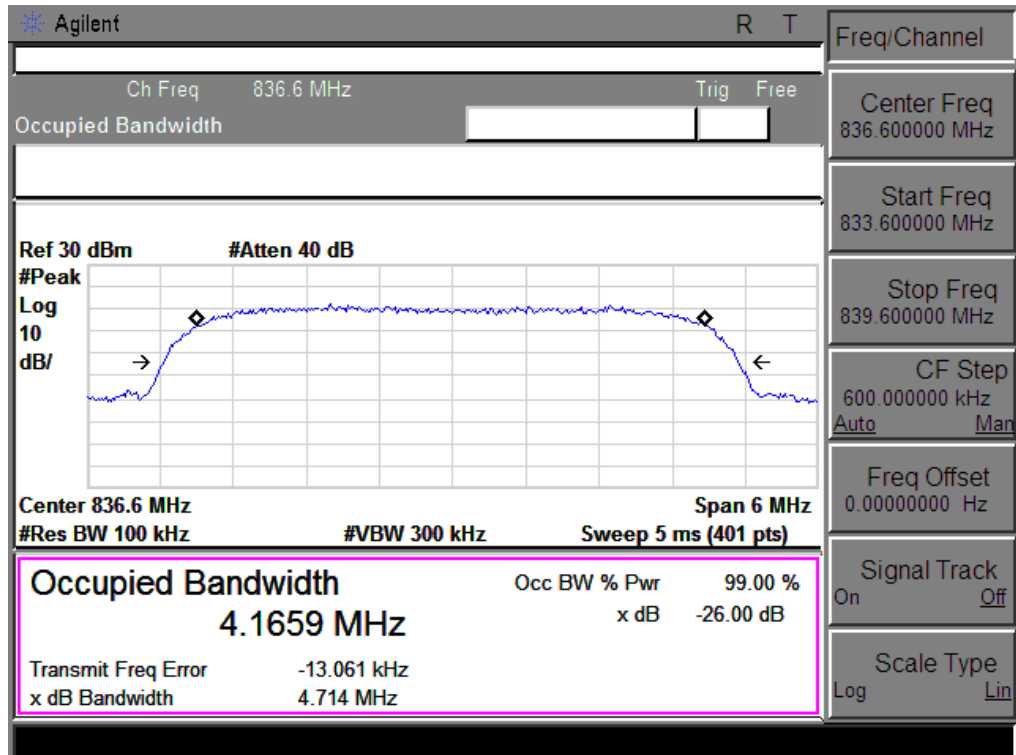 Agilent R T
Ch Freq 836.6 MHz Trig Free
Occupied Bandwidth
Ref 30 dBm #Atten 40 dB
#Peak
Log
10
dB/
Center 836.6 MHz Span 6 MHz
#Res BW 100 kHz #VBW 300 kHz Sweep 5 ms (401 pts)
Occupied Bandwidth Occ BW % Pwr 99.00 %
4.1659 MHz x dB -26.00 dB
Transmit Freq Error -13.061 kHz
x dB Bandwidth 4.714 MHz
Freq/Channel
Center Freq
836.600000 MHz
Start Freq
833.600000 MHz
Stop Freq
839.600000 MHz
CF Step
600.000000 kHz
Auto Man
Freq Offset
0.00000000 Hz
Signal Track
On Off
Scale Type
Log Lin